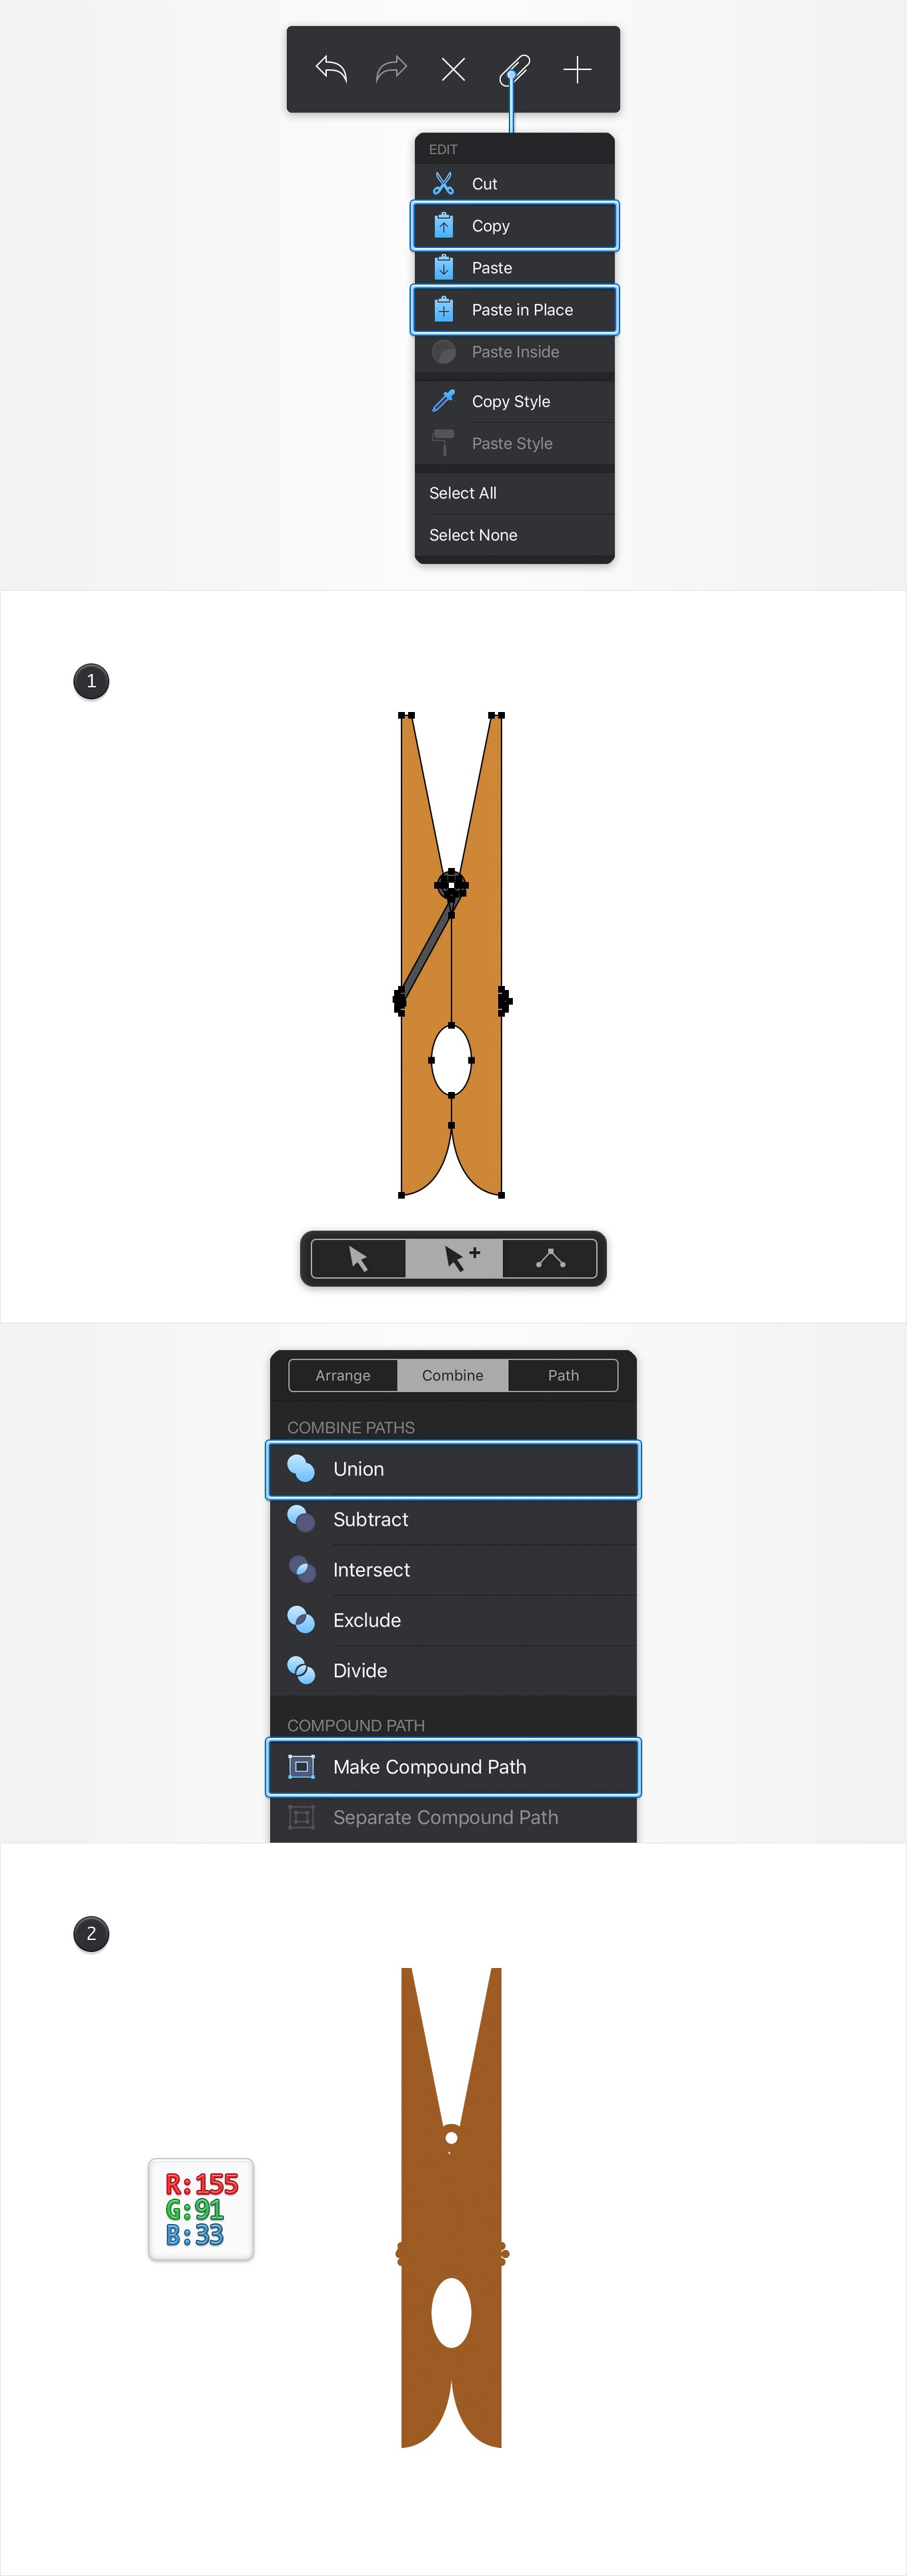 EDIT
Cut
Copy
Paste
Paste in Place
Paste Inside
Copy Style
Paste Style
Select All
Select None
1
Arrange Combine Path
COMBINE PATHS
Union
Subtract
Intersect
Exclude
Divide
COMPOUND PATH
Make Compound Path
Separate Compound Path
2
R:155
G:91
B:33